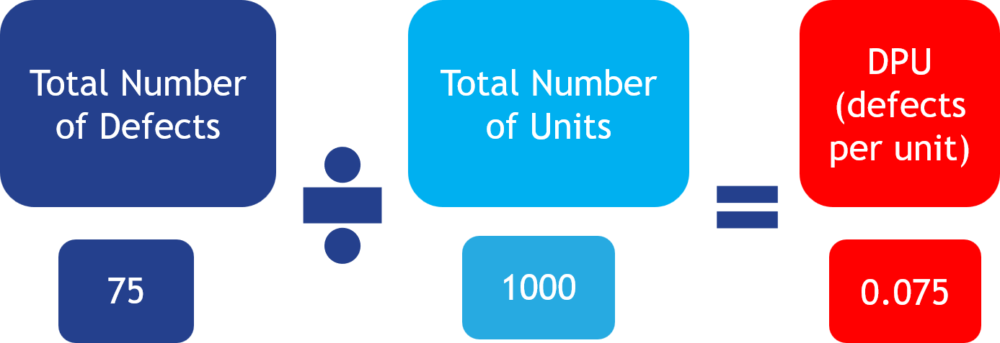 Total Number
of Defects
Total Number
of Units
DPU
(defects
per unit)
75
1000
0.075